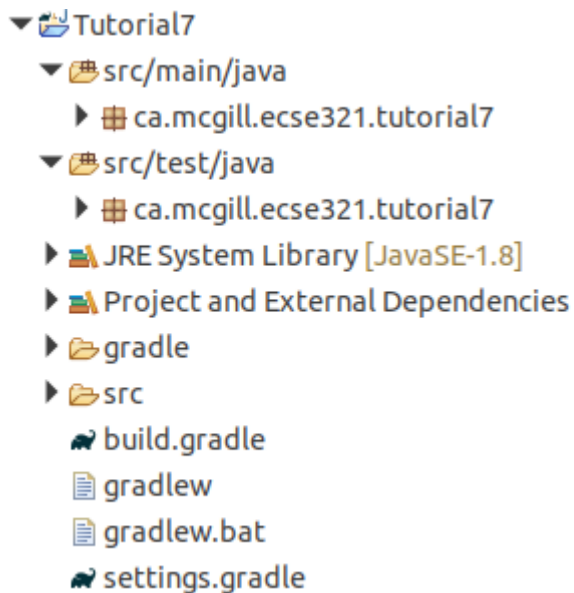 Tutorial7
src/main/java
ca.mcgill.ecse321.tutorial7
src/test/java
ca.mcgill.ecse321.tutorial7
JRE System Library [JavaSE-1.8]
Project and External Dependencies
gradle
src
build.gradle
gradlew
gradlew.bat
settings.gradle